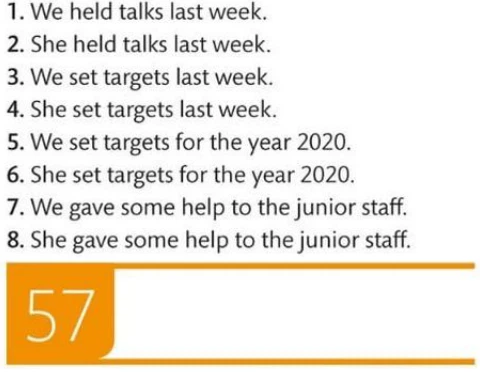 1. We held talks last week.
2. She held talks last week.
3. We set targets last week.
4. She set targets last week.
5. We set targets for the year 2020.
6. She set targets for the year 2020.
7. We gave some help to the junior staff.
8. She gave some help to the junior staff.
57